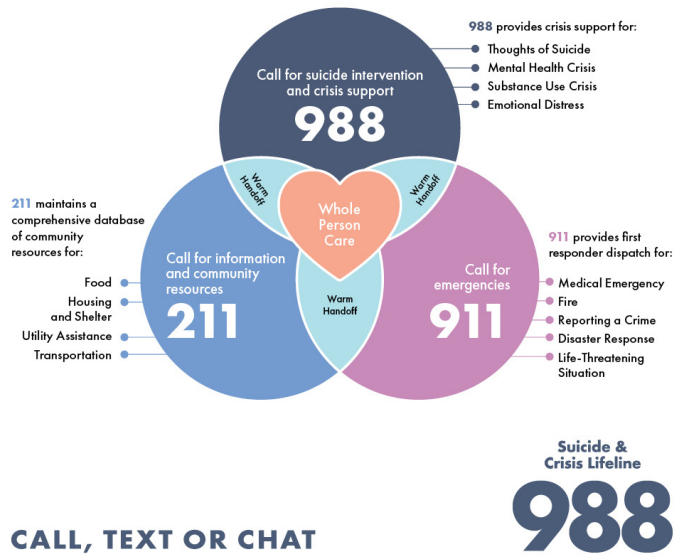 988 provides crisis support for:
Thoughts of Suicide
Mental Health Crisis
Substance Use Crisis
Emotional Distress
Call for suicide intervention
and crisis support
988
Warm
Handoff
Warm
Handoff
Whole
Person
Care
211 maintains a
comprehensive database
of community
resources for:
Food
Housing
and Shelter
Utility Assistance
Transportation
Call for information
and community
resources
211
Warm
Handoff
Call for
emergencies
911
911 provides first
responder dispatch for:
Medical Emergency
Fire
Reporting a Crime
Disaster Response
Life-Threatening
Situation
CALL, TEXT OR CHAT
Suicide &
Crisis Lifeline
988